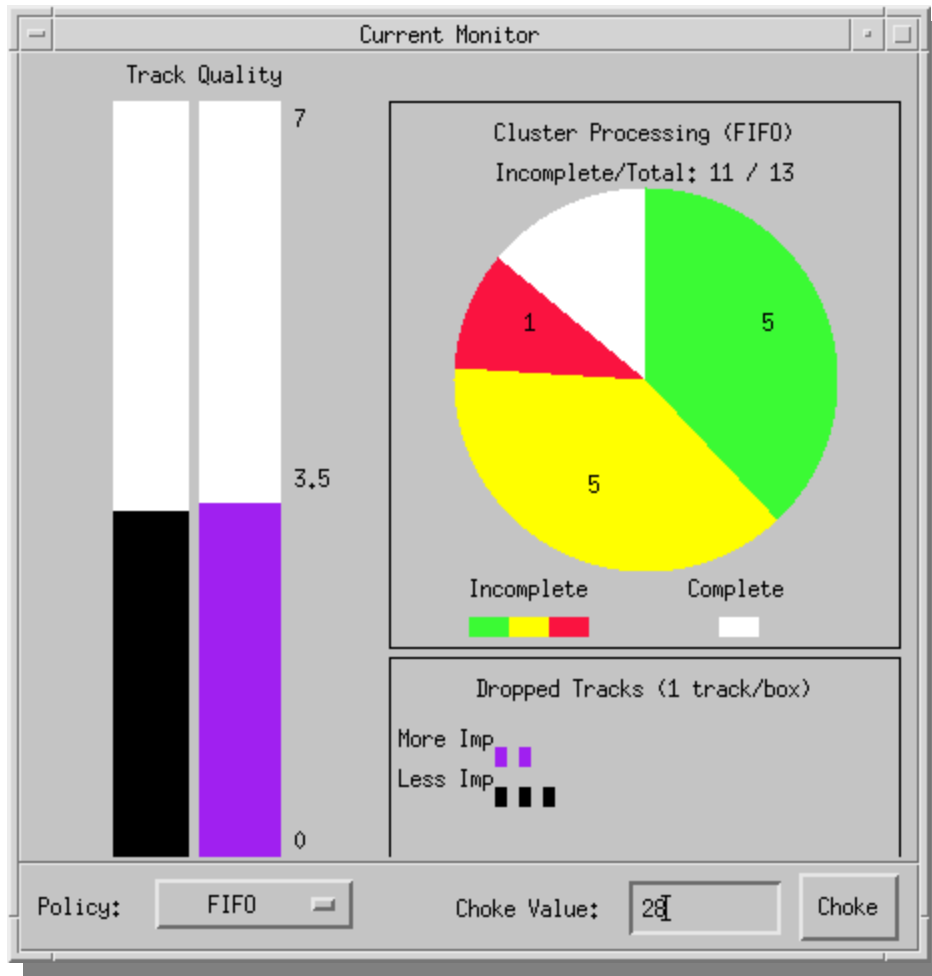 Current Monitor
Track Quality
7
3.5
0
Cluster Processing (FIFO)
Incomplete/Total: 11 / 13
1
5
5
Incomplete
Complete
Dropped Tracks (1 track/box)
More Imp
Less Imp
Policy:
FIFO
Choke Value:
28
Choke